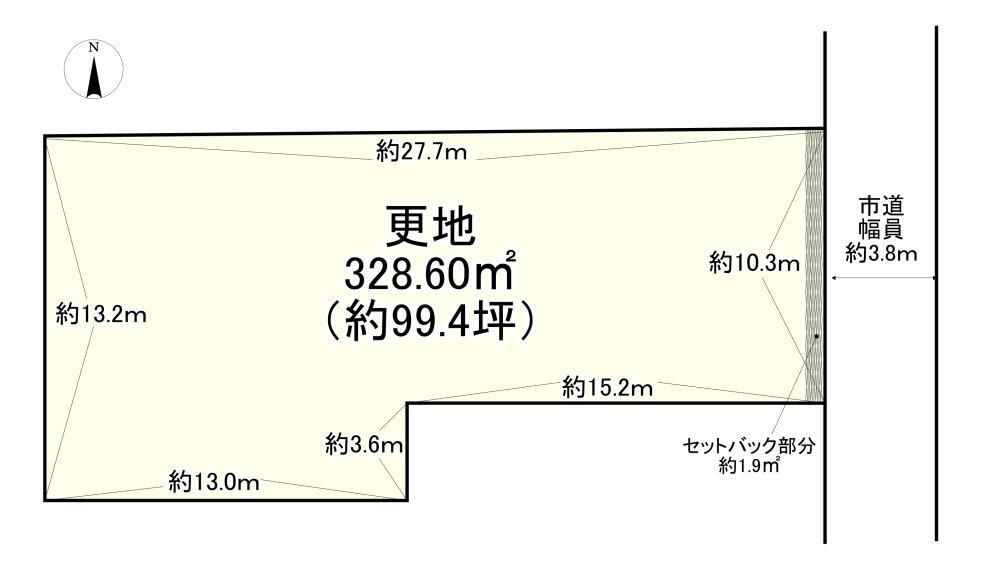 N
約27.7m
更地
328.60㎡
（約99.4坪）
約13.2m
約10.3m
市道
幅員
約3.8m
約15.2m
約3.6m
約13.0m
セットバック部分
約1.9㎡